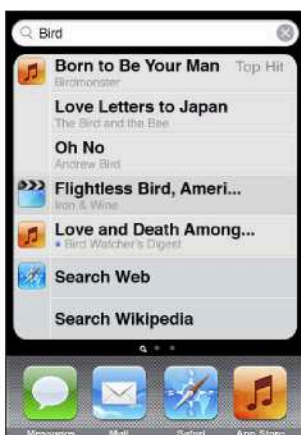 Bird
Born to Be Your Man Top Hit
Birdmonster
Love Letters to Japan
The Bird and the Bee
Oh No
Andrew Bird
Flightless Bird, Ameri...
Iron & Wine
Love and Death Among...
Bird Watcher's Digest
Search Web
Search Wikipedia
Messages Mail Safari App Store